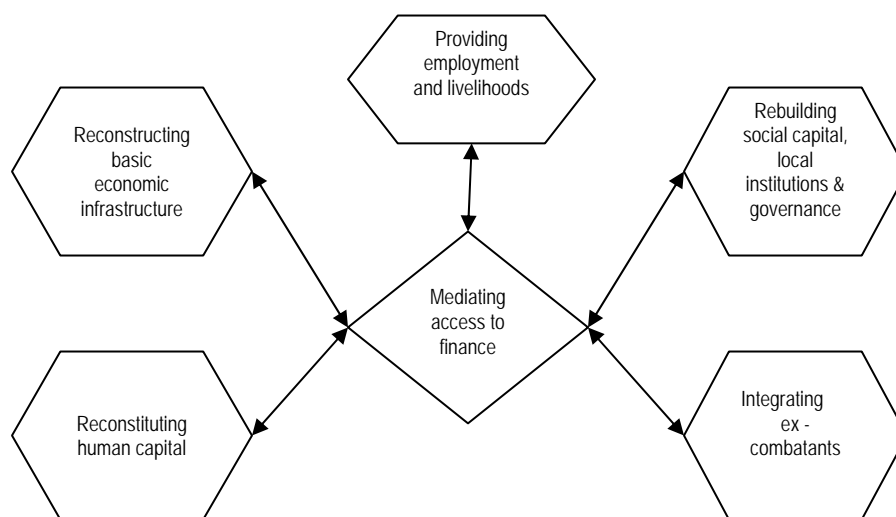 Providing
employment
and livelihoods
Reconstructing
basic
economic
infrastructure
Rebuilding
social capital,
local
institutions &
governance
Mediating
access to
finance
Reconstituting
human capital
Integrating
ex -
combatants